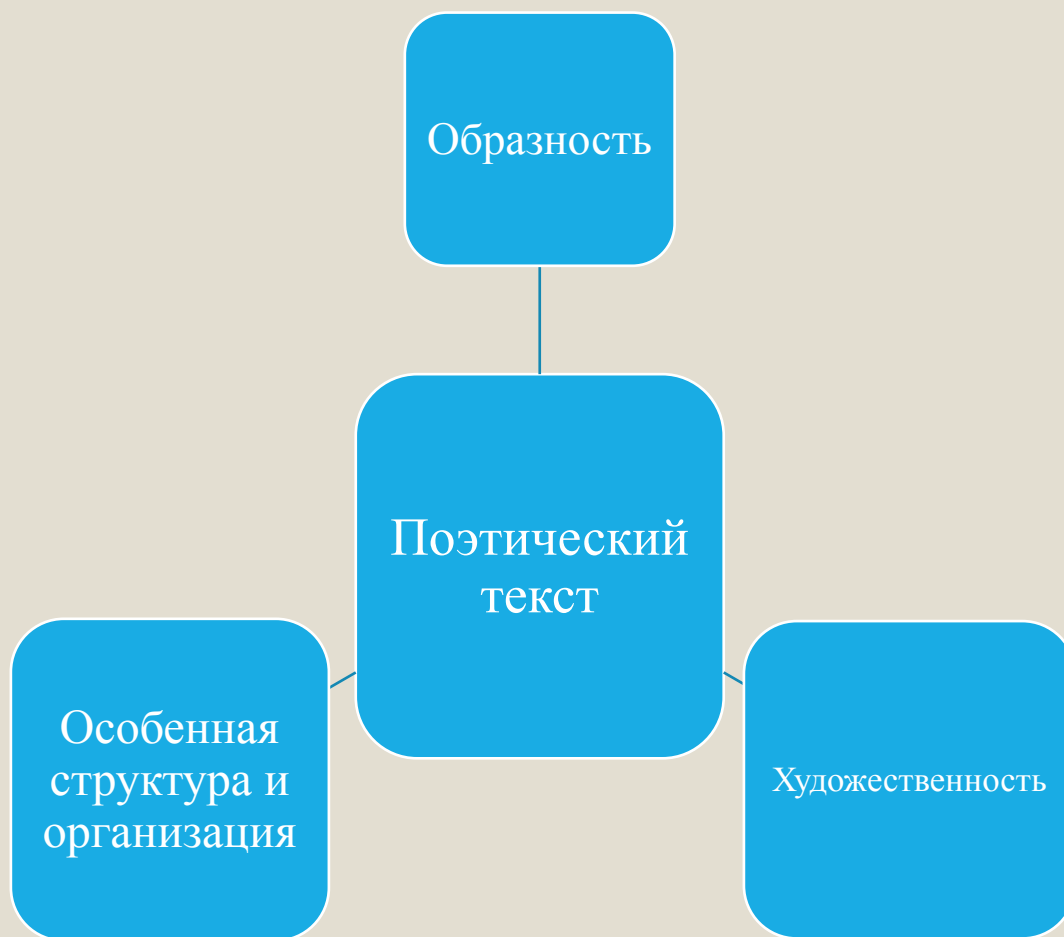 Образность
Поэтический
текст
Особенная
структура и
организация
Художественность